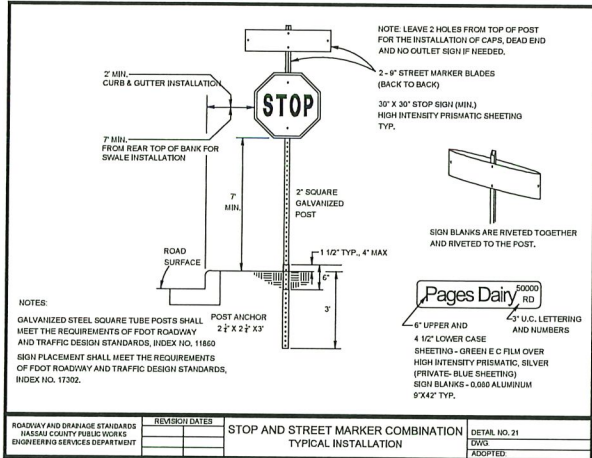 NOTE: LEAVE 2 HOLES FROM TOP OF POST
FOR THE INSTALLATION OF CAPS, DEAD END
AND NO OUTLET SIGN IF NEEDED.
2 - 9" STREET MARKER BLADES
(BACK TO BACK)
30" X 30" STOP SIGN (MIN.)
HIGH INTENSITY PRISMATIC SHEETING
TYP.
2' MIN.
CURB & GUTTER INSTALLATION
STOP
7' MIN.
FROM REAR TOP OF BANK FOR
SWALE INSTALLATION
7'
MIN.
2" SQUARE
GALVANIZED
POST
SIGN BLANKS ARE RIVETED TOGETHER
AND RIVETED TO THE POST.
ROAD
SURFACE
1 1/2" TYP., 4" MAX
6"
3'
POST ANCHOR
2 ¼" X 2 ¼" X3'
Pages Dairy 50000
RD
3" U.C. LETTERING
AND NUMBERS
6" UPPER AND
4 1/2" LOWER CASE
SHEETING - GREEN E C FILM OVER
HIGH INTENSITY PRISMATIC, SILVER
(PRIVATE- BLUE SHEETING)
SIGN BLANKS - 0.080 ALUMINUM
9"X42" TYP.
NOTES:
GALVANIZED STEEL SQUARE TUBE POSTS SHALL
MEET THE REQUIREMENTS OF FDOT ROADWAY
AND TRAFFIC DESIGN STANDARDS, INDEX NO. 11860
SIGN PLACEMENT SHALL MEET THE REQUIREMENTS
OF FDOT ROADWAY AND TRAFFIC DESIGN STANDARDS,
INDEX NO. 17302.
ROADWAY AND DRAINAGE STANDARDS
NASSAU COUNTY PUBLIC WORKS
ENGINEERING SERVICES DEPARTMENT
REVISION DATES
STOP AND STREET MARKER COMBINATION
TYPICAL INSTALLATION
DETAIL NO. 21
DWG
ADOPTED: